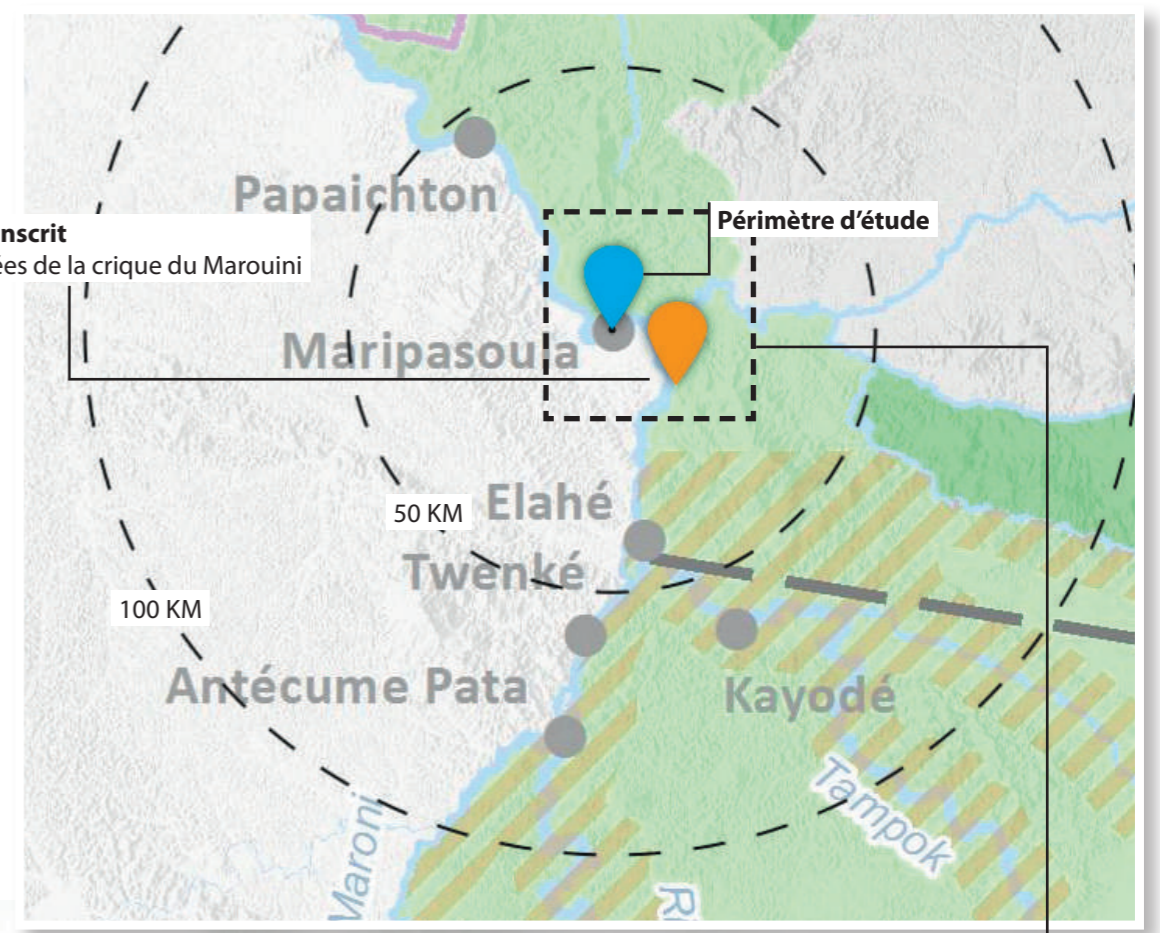 Papaichton
nscrit
Périmètre d’étude
ées de la crique du Marouini
Maripasoula
50 KM
Elahé
Twenké
100 KM
Antécume Pata
Kayodé
Tampok
Maroni
Ri